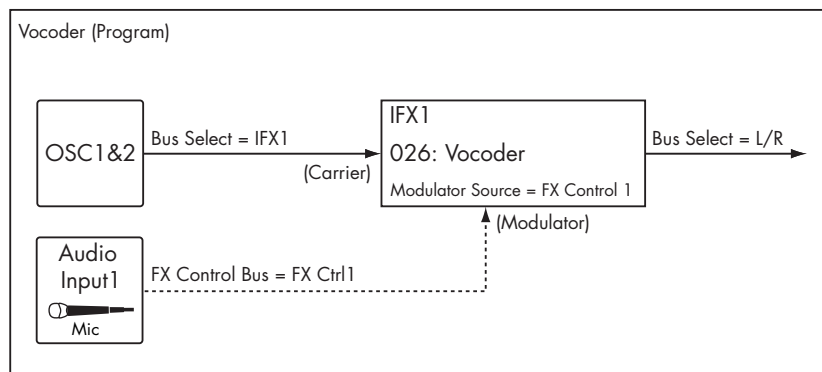 Vocoder (Program)
OSC1&2
Bus Select = IFX1
(Carrier)
IFX1
026: Vocoder
Modulator Source = FX Control 1
Bus Select = L/R
(Modulator)
Audio
Input1
Mic
FX Control Bus = FX Ctrl1